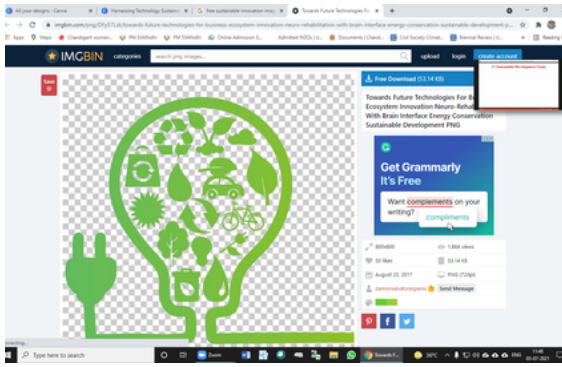 All your designs - Canva
Harnessing Technology Sustain
Free sustainable innovation imag
Towards Future Technologies Fo
imgbin.com/png/DfyS7Ldi/towards-future-technologies-for-business-ecosystem-innovation-neuro-rehabilitation-with-brain-interface-energy-conservation-sustainable-development-p...
Apps
Maps
Chandigarh woman...
PM SVANidhi
PM SVANidhi
Online Admission S...
Admitted NGOs | U...
Documents | Chand...
Civil Society Climat...
Biennial Review | U...
Reading
IMGBIN
categories
search png images...
upload
login
create account
Save
Free Download (53.14 KB)
Towards Future Technologies For B
Ecosystem Innovation Neuro-Rehab
With Brain Interface Energy Conservation
Sustainable Development PNG
Get Grammarly
It's Free
Want complements on your
writing?
compliments
800x800
1,864 views
50 likes
53.14 KB
August 23, 2017
PNG (72dpi)
Send Message
Type here to search
Zoom
Towards F...
36°C
ENG
11:48
03-07-2021